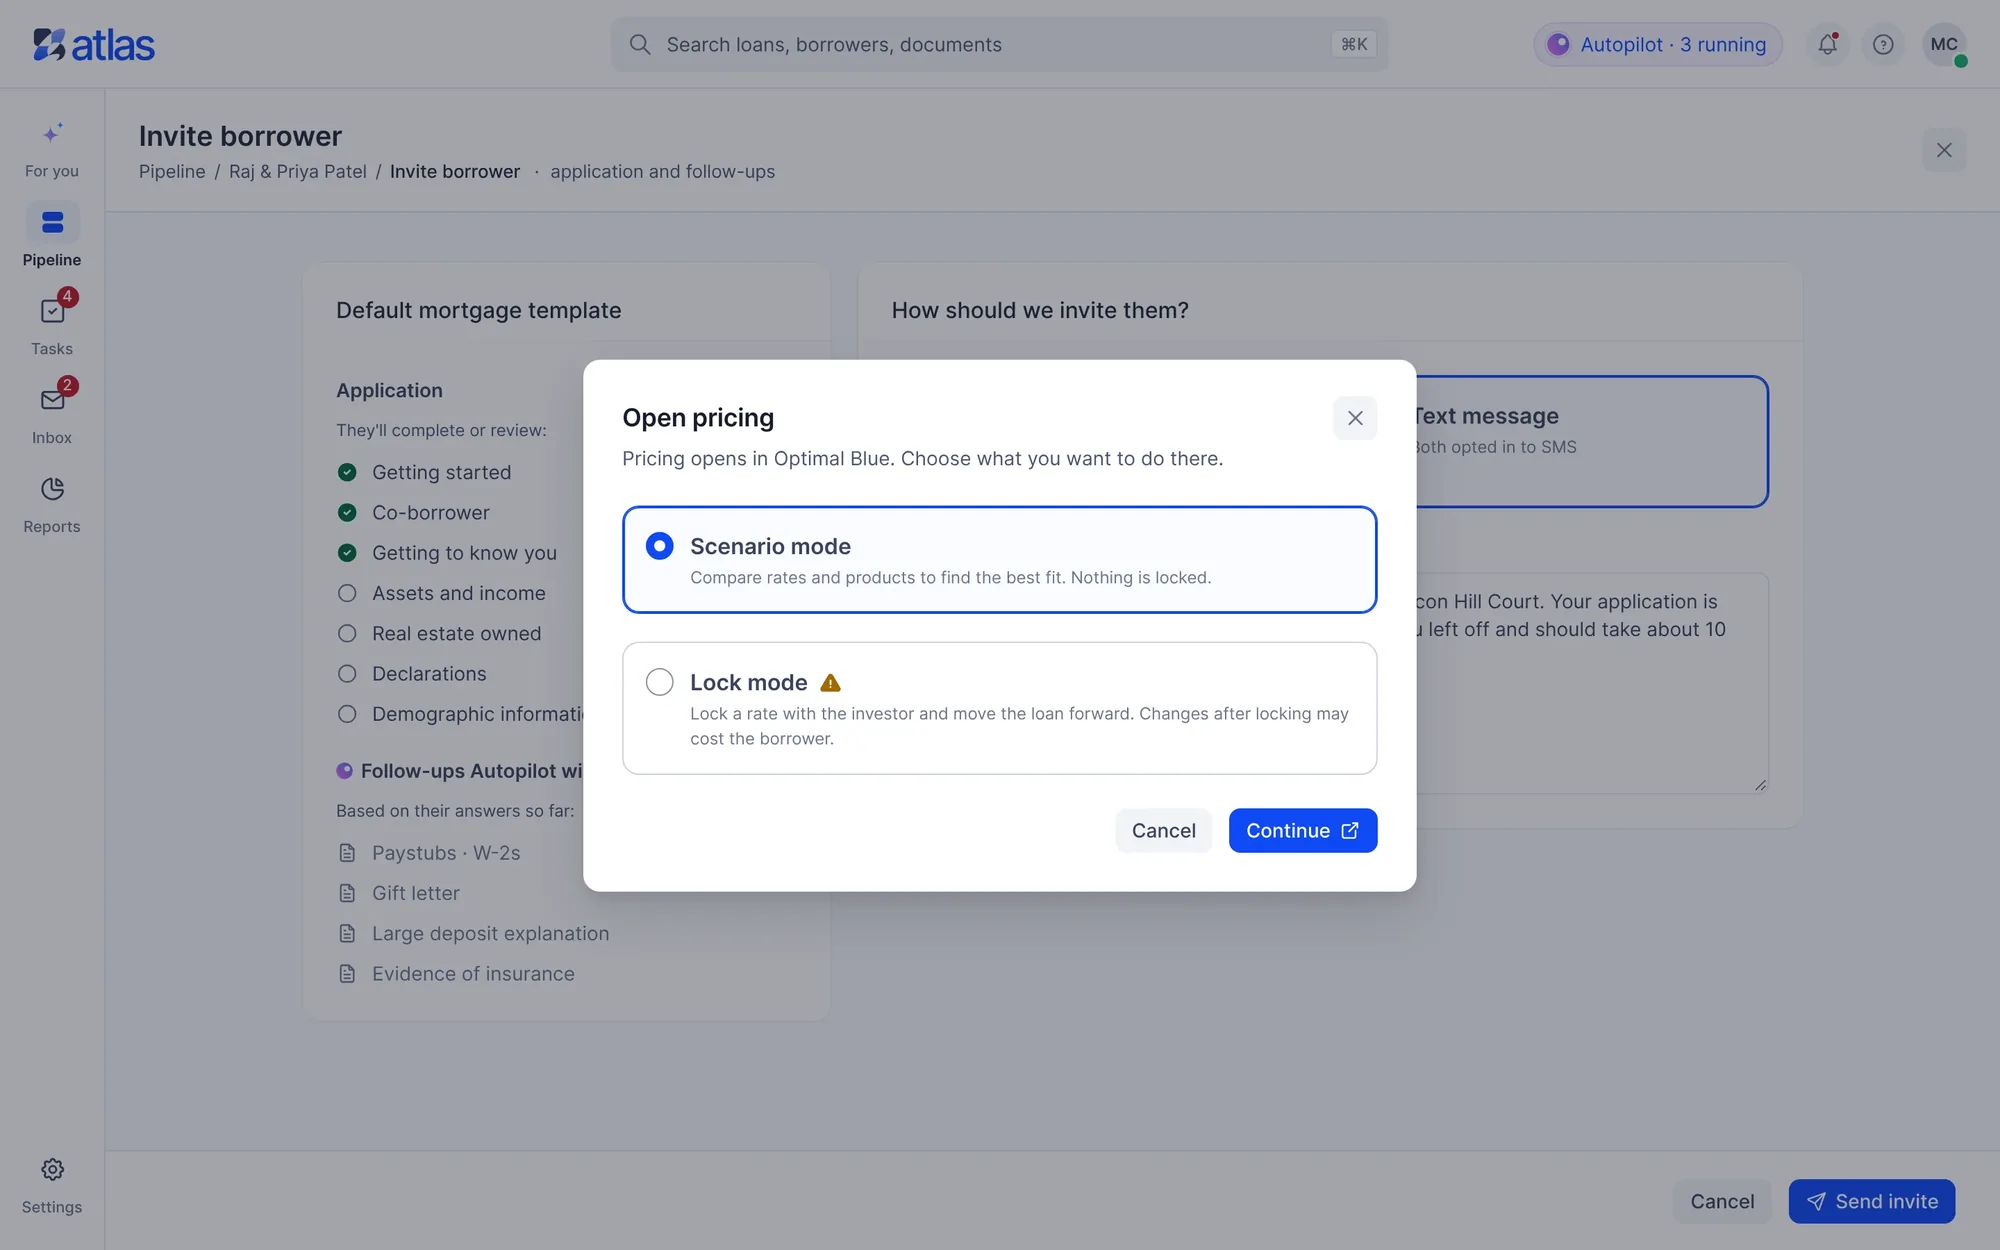 atlas
Search loans, borrowers, documents
⌘K
Autopilot · 3 running
MC
For you
Pipeline
4
Tasks
2
Inbox
Reports
Settings
Invite borrower
Pipeline / Raj & Priya Patel / Invite borrower · application and follow-ups
Default mortgage template
Application
They'll complete or review:
Getting started
Co-borrower
Getting to know you
Assets and income
Real estate owned
Declarations
Demographic
Follow-ups Autopilot
Based on their answers so far:
Paystubs · W-2s
Gift letter
Large deposit explanation
Evidence of insurance
How should we invite them?
Text message
Both opted in to SMS
Hill Court. Your application is
left off and should take about 10
Open pricing
Pricing opens in Optimal Blue. Choose what you want to do there.
Scenario mode
Compare rates and products to find the best fit. Nothing is locked.
Lock mode
Lock a rate with the investor and move the loan forward. Changes after locking may
cost the borrower.
Cancel
Continue
Cancel
Send invite